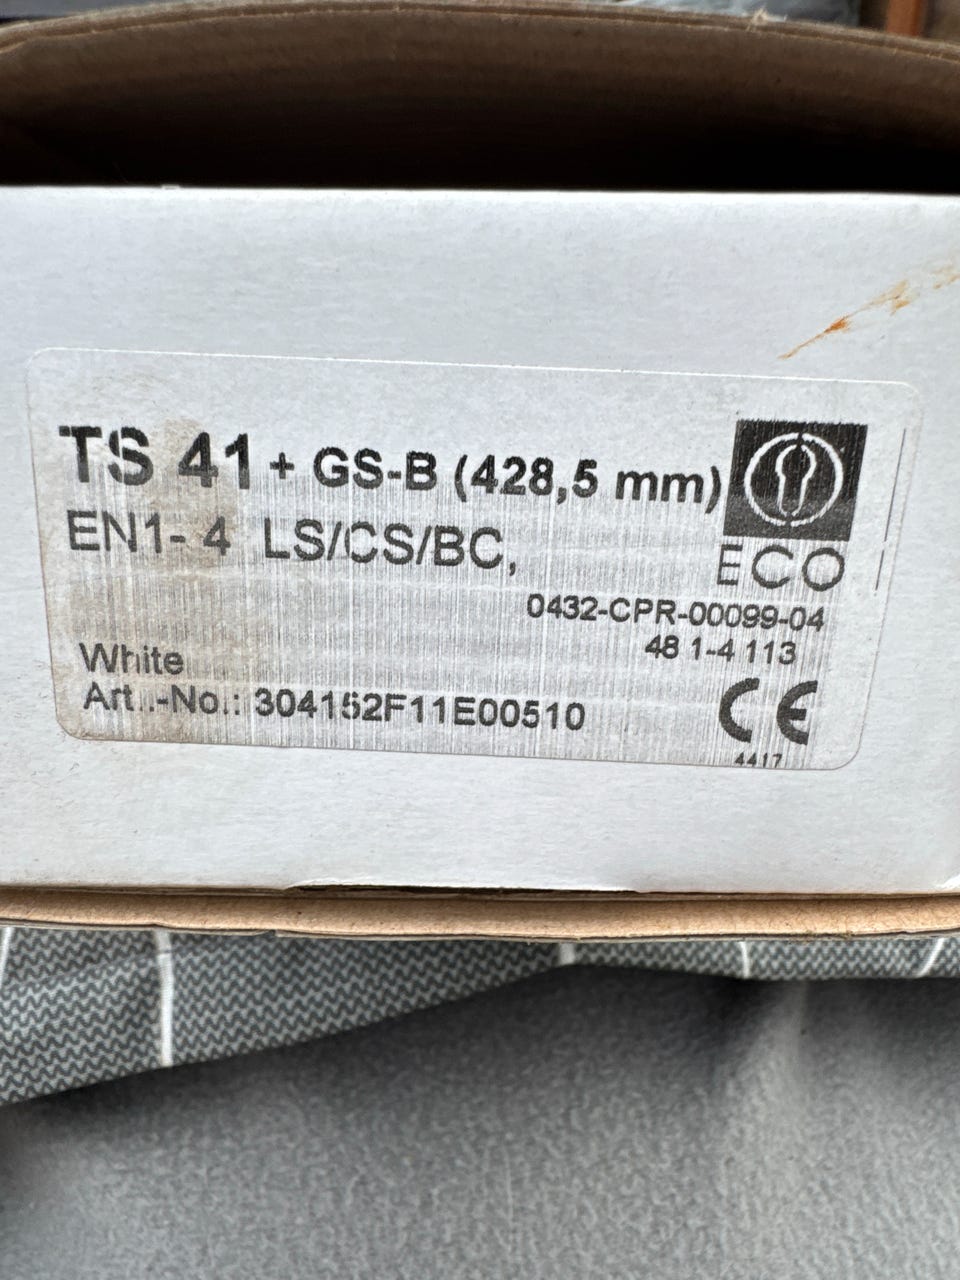 TS 41 + GS-B (428,5 mm)
EN1- 4 LS/CS/BC,
ECO
0432-CPR-00099-04
48 1-4 113
White
Art..-No.: 304152F11E00510
CE
4417